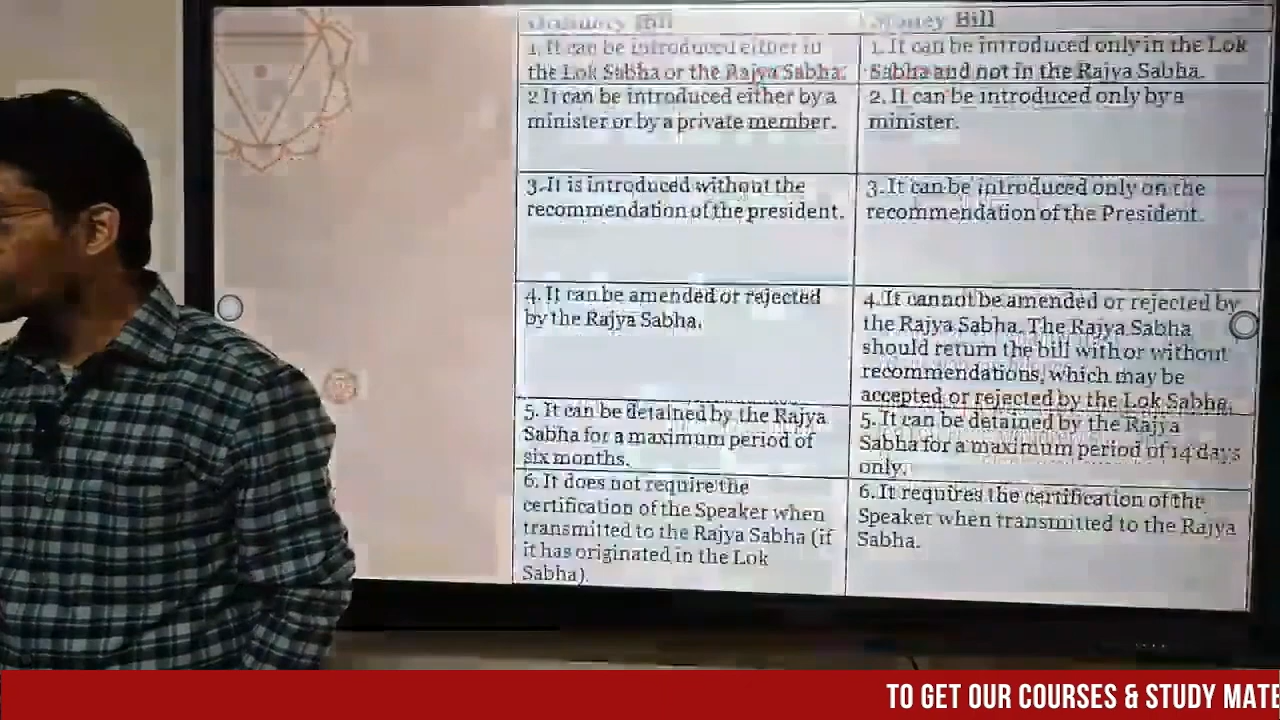 Ordinary Bill
Money Bill
1. It can be introduced either in
the Lok Sabha or the Rajya Sabha.
1. It can be introduced only in the Lok
Sabha and not in the Rajya Sabha.
2 It can be introduced either by a
minister or by a private member.
2. It can be introduced only by a
minister.
3. It is introduced without the
recommendation of the president.
3. It can be introduced only on the
recommendation of the President.
4. It can be amended or rejected
by the Rajya Sabha.
4. It cannot be amended or rejected by
the Rajya Sabha. The Rajya Sabha
should return the bill with or without
recommendations, which may be
accepted or rejected by the Lok Sabha.
5. It can be detained by the Rajya
Sabha for a maximum period of
six months.
5. It can be detained by the Rajya
Sabha for a maximum period of 14 days
only.
6. It does not require the
certification of the Speaker when
transmitted to the Rajya Sabha (if
it has originated in the Lok
Sabha).
6. It requires the certification of the
Speaker when transmitted to the Rajya
Sabha.
TO GET OUR COURSES & STUDY MATE